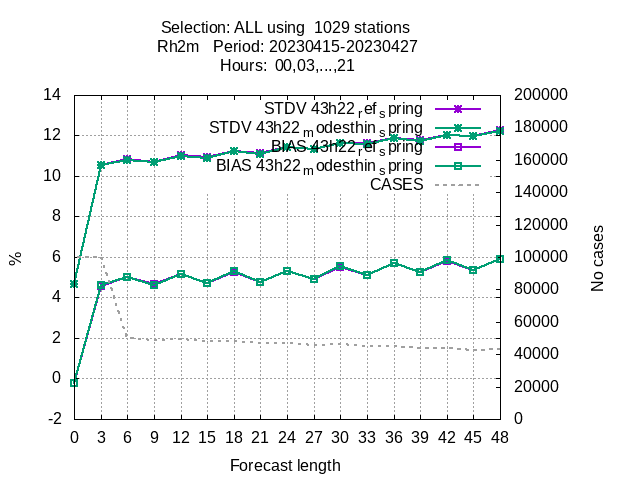 Selection: ALL using  1029 stations
Rh2m   Period: 20230415-20230427
Hours:  00,03,...,21
14
12
10
8
6
4
2
0
-2
%
STDV 43h22_ref_spring
STDV 43h22_modesthin_spring
BIAS 43h22_ref_spring
BIAS 43h22_modesthin_spring
CASES
200000
180000
160000
140000
120000
100000
80000
60000
40000
20000
0
No cases
0 3 6 9 12 15 18 21 24 27 30 33 36 39 42 45 48
Forecast length